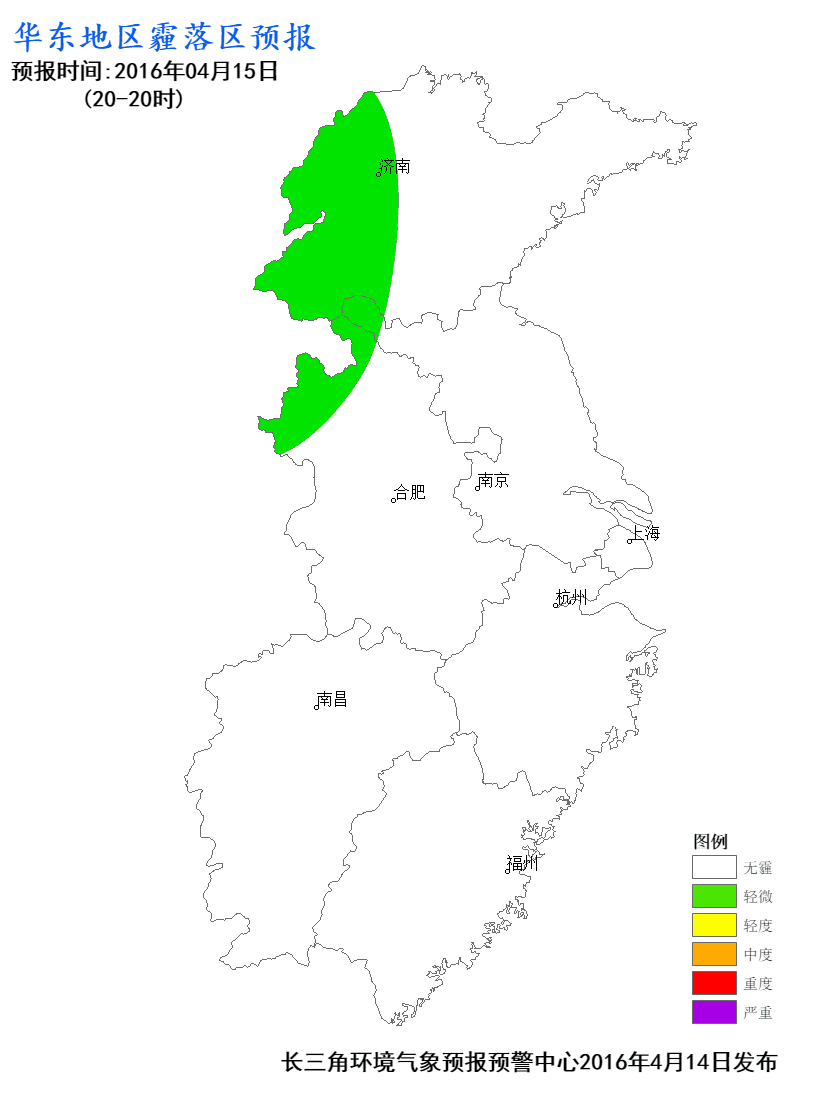 华东地区霾落区预报
预报时间:2016年04月15日
(20-20时)
济南
合肥
南京
上海
杭州
南昌
福州
图例
无霾
轻微
轻度
中度
重度
严重
长三角环境气象预报预警中心2016年4月14日发布